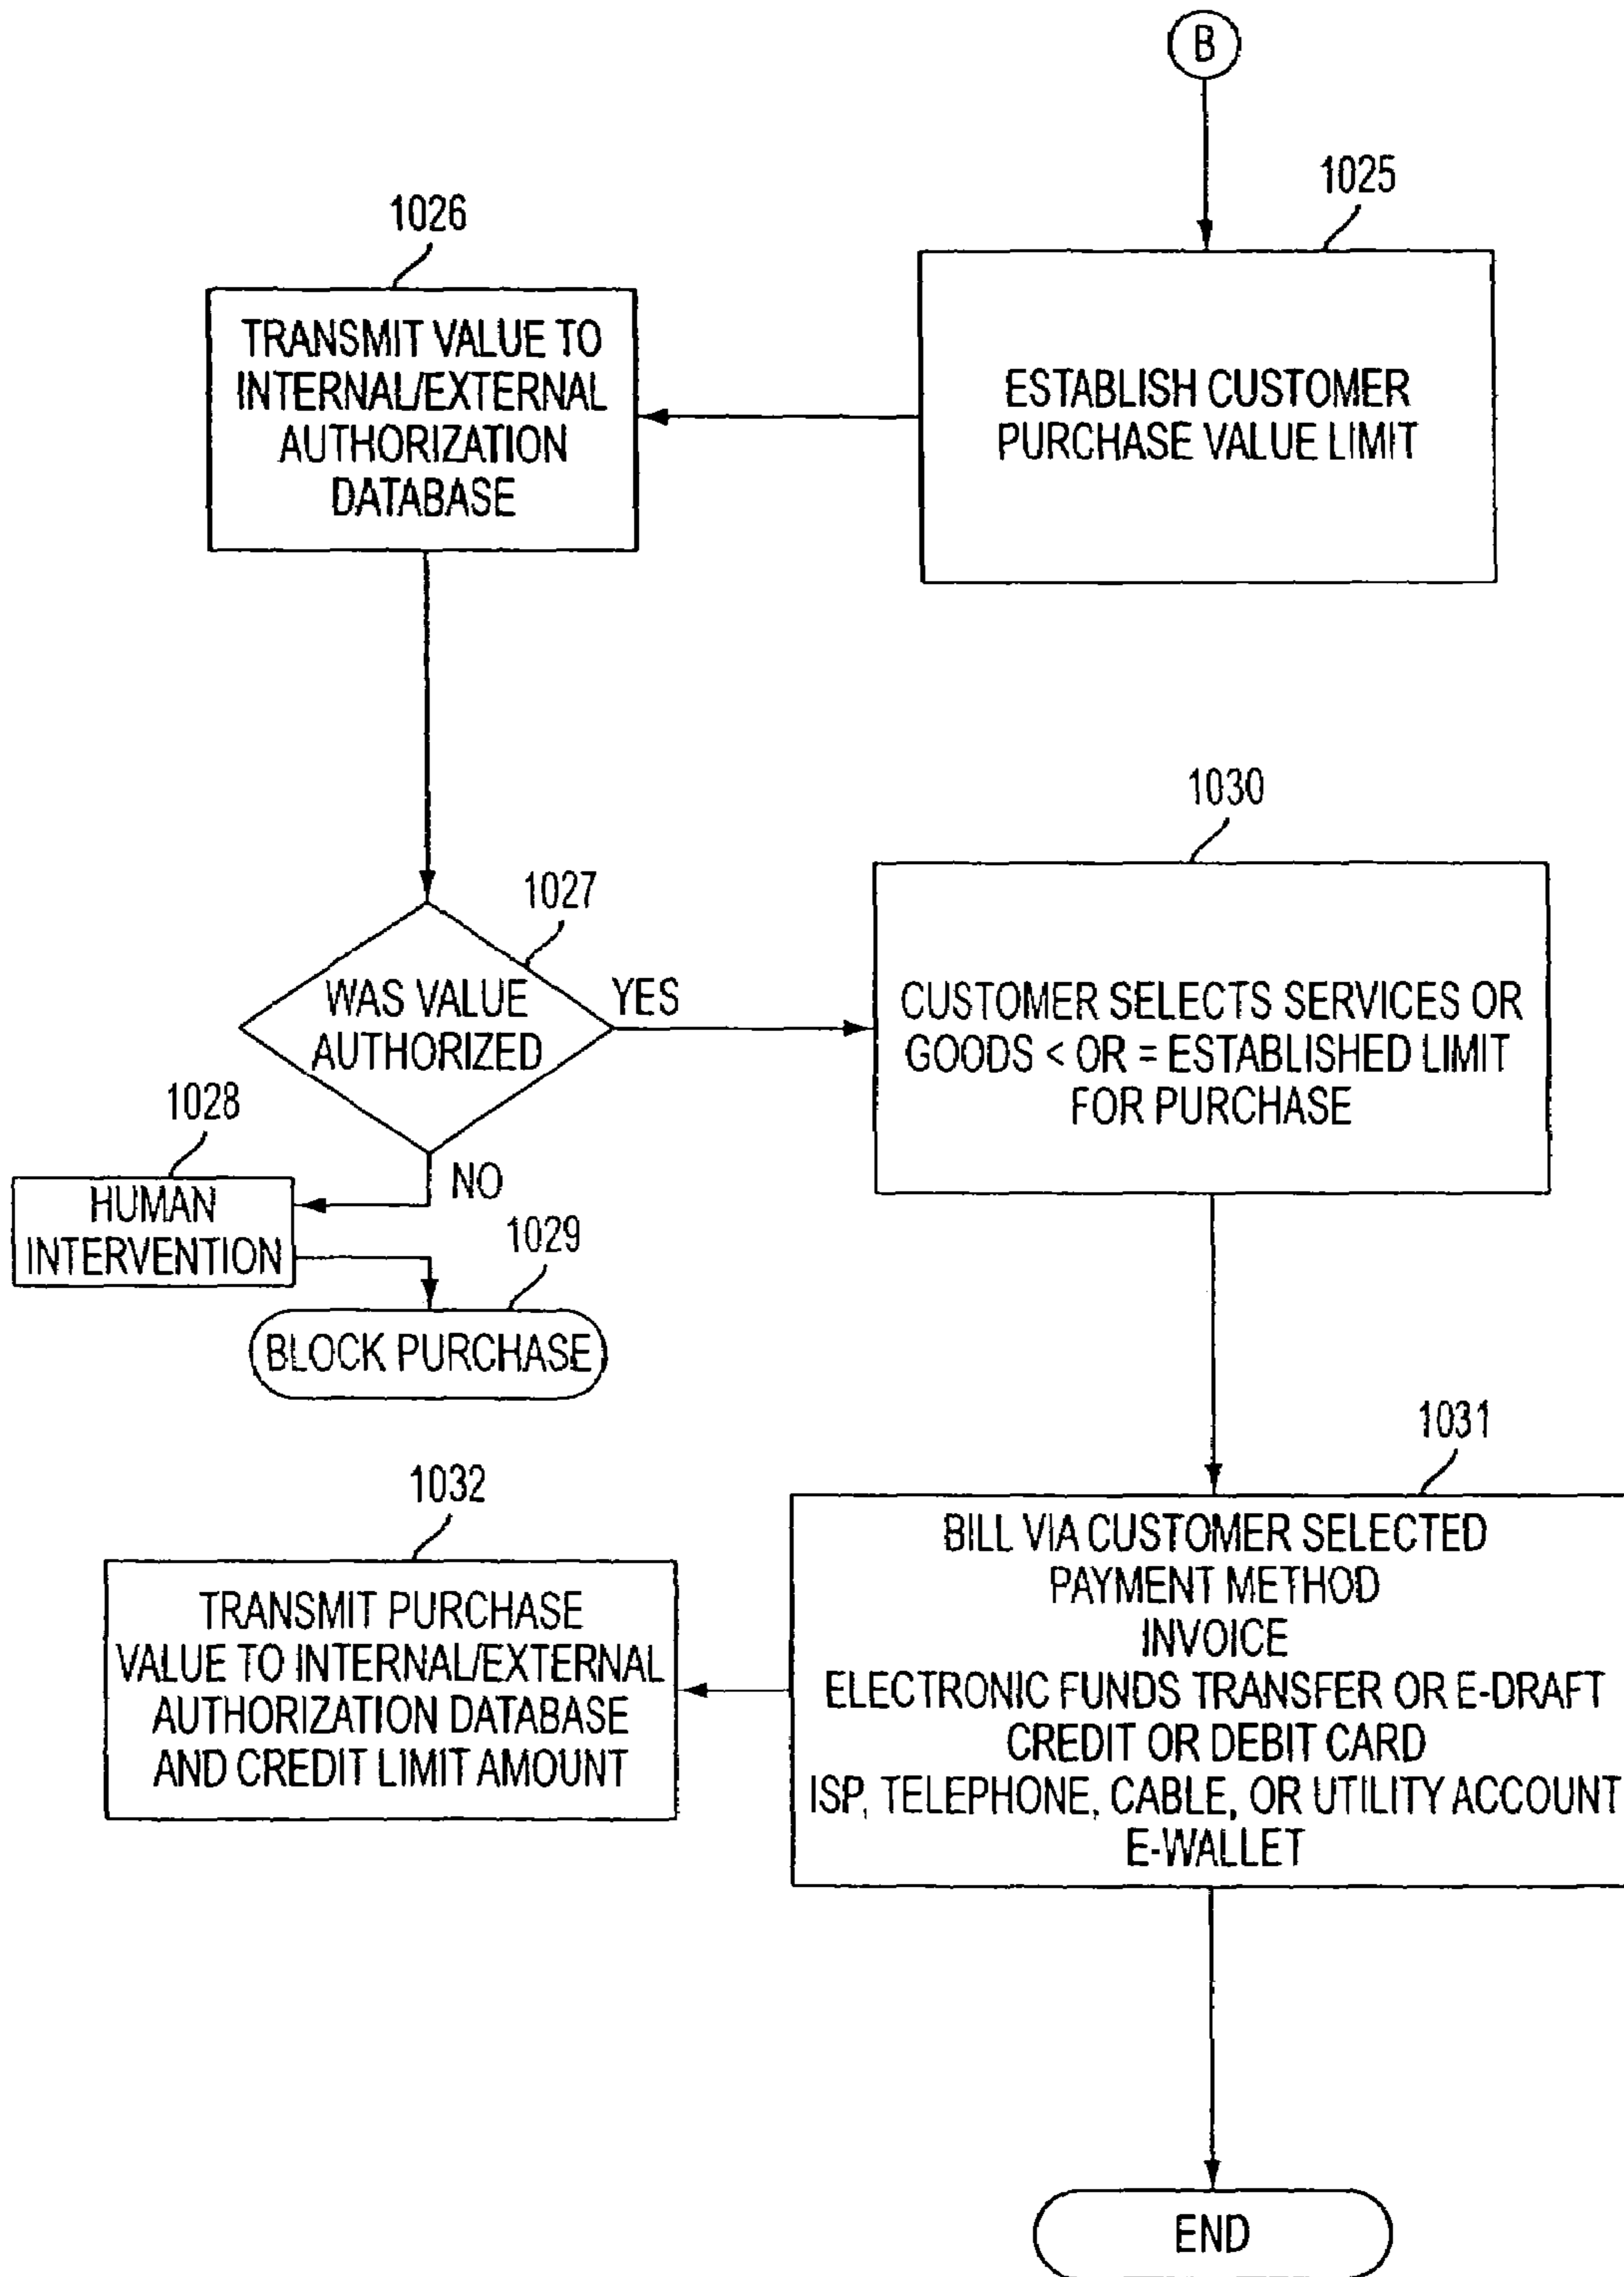 B
1025
ESTABLISH CUSTOMER
PURCHASE VALUE LIMIT
1026
TRANSMIT VALUE TO
INTERNAL/EXTERNAL
AUTHORIZATION
DATABASE
1027
WAS VALUE
AUTHORIZED
YES
NO
1028
HUMAN
INTERVENTION
1029
BLOCK PURCHASE
1030
CUSTOMER SELECTS SERVICES OR
GOODS < OR = ESTABLISHED LIMIT
FOR PURCHASE
1031
BILL VIA CUSTOMER SELECTED
PAYMENT METHOD
INVOICE
ELECTRONIC FUNDS TRANSFER OR E-DRAFT
CREDIT OR DEBIT CARD
ISP, TELEPHONE, CABLE, OR UTILITY ACCOUNT
E-WALLET
1032
TRANSMIT PURCHASE
VALUE TO INTERNAL/EXTERNAL
AUTHORIZATION DATABASE
AND CREDIT LIMIT AMOUNT
END